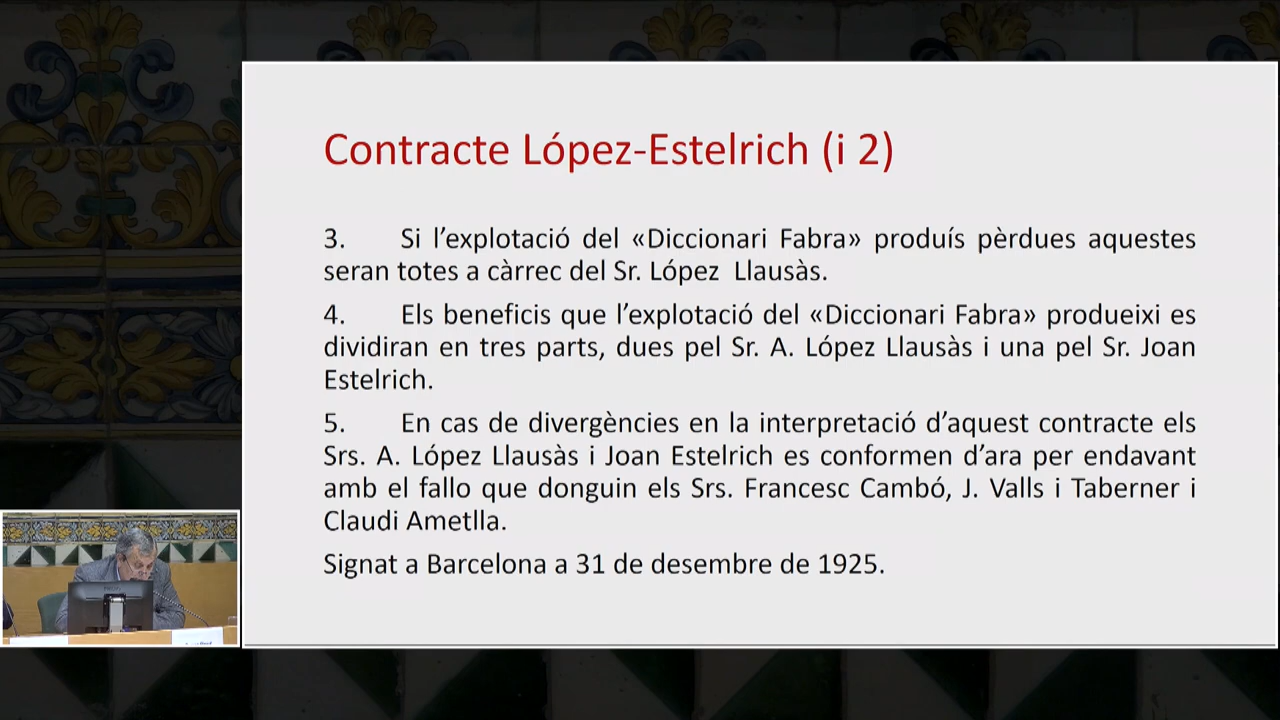 Contracte López-Estelrich (i 2)
3. Si l’explotació del «Diccionari Fabra» produís pèrdues aquestes
seran totes a càrrec del Sr. López Llausàs.
4. Els beneficis que l’explotació del «Diccionari Fabra» produeixi es
dividiran en tres parts, dues pel Sr. A. López Llausàs i una pel Sr. Joan
Estelrich.
5. En cas de divergències en la interpretació d’aquest contracte els
Srs. A. López Llausàs i Joan Estelrich es conformen d’ara per endavant
amb el fallo que donguin els Srs. Francesc Cambó, J. Valls i Taberner i
Claudi Ametlla.
Signat a Barcelona a 31 de desembre de 1925.